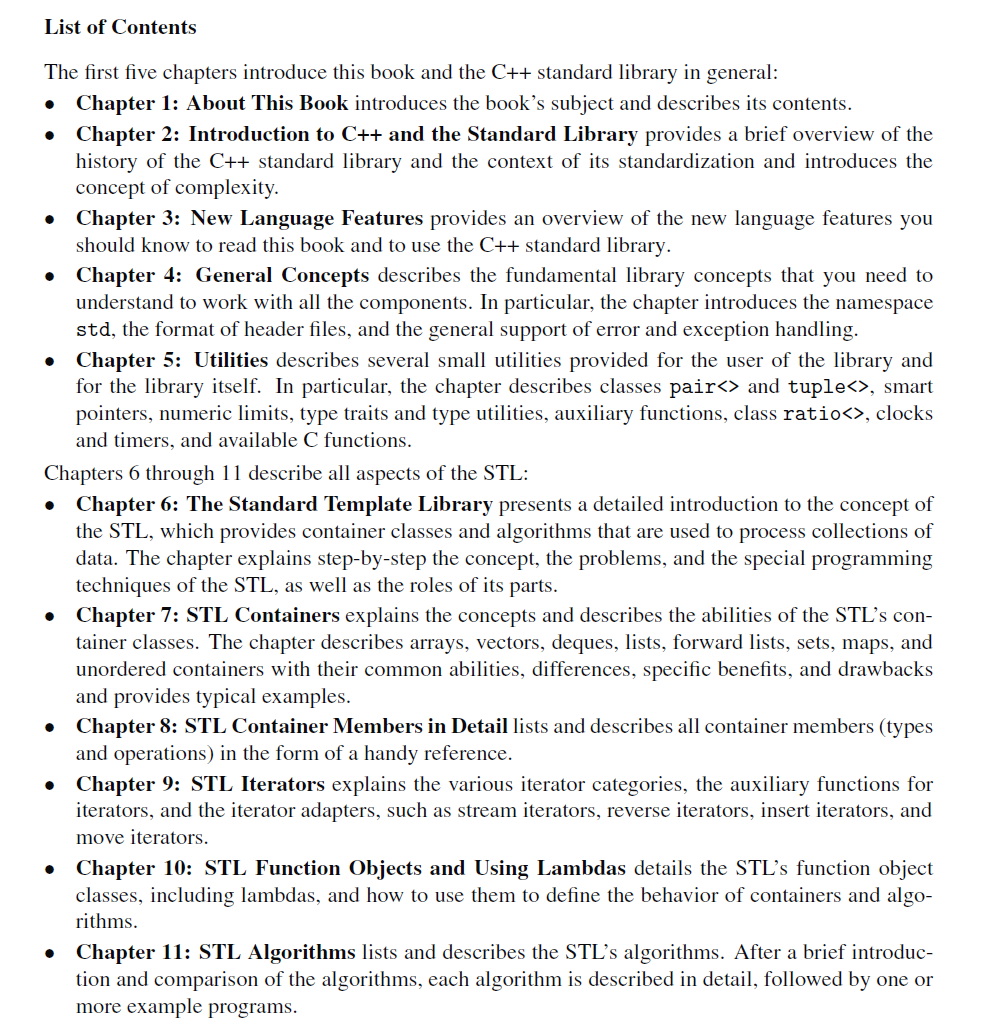 List of Contents
The first five chapters introduce this book and the C++ standard library in general:
• Chapter 1: About This Book introduces the book's subject and describes its contents.
• Chapter 2: Introduction to C++ and the Standard Library provides a brief overview of the
history of the C++ standard library and the context of its standardization and introduces the
concept of complexity.
• Chapter 3: New Language Features provides an overview of the new language features you
should know to read this book and to use the C++ standard library.
• Chapter 4: General Concepts describes the fundamental library concepts that you need to
understand to work with all the components. In particular, the chapter introduces the namespace
std, the format of header files, and the general support of error and exception handling.
• Chapter 5: Utilities describes several small utilities provided for the user of the library and
for the library itself. In particular, the chapter describes classes pair<> and tuple<>, smart
pointers, numeric limits, type traits and type utilities, auxiliary functions, class ratio<>, clocks
and timers, and available C functions.
Chapters 6 through 11 describe all aspects of the STL:
• Chapter 6: The Standard Template Library presents a detailed introduction to the concept of
the STL, which provides container classes and algorithms that are used to process collections of
data. The chapter explains step-by-step the concept, the problems, and the special programming
techniques of the STL, as well as the roles of its parts.
• Chapter 7: STL Containers explains the concepts and describes the abilities of the STL's con-
tainer classes. The chapter describes arrays, vectors, deques, lists, forward lists, sets, maps, and
unordered containers with their common abilities, differences, specific benefits, and drawbacks
and provides typical examples.
• Chapter 8: STL Container Members in Detail lists and describes all container members (types
and operations) in the form of a handy reference.
• Chapter 9: STL Iterators explains the various iterator categories, the auxiliary functions for
iterators, and the iterator adapters, such as stream iterators, reverse iterators, insert iterators, and
move iterators.
• Chapter 10: STL Function Objects and Using Lambdas details the STL's function object
classes, including lambdas, and how to use them to define the behavior of containers and algo-
rithms.
• Chapter 11: STL Algorithms lists and describes the STL's algorithms. After a brief introduc-
tion and comparison of the algorithms, each algorithm is described in detail, followed by one or
more example programs.